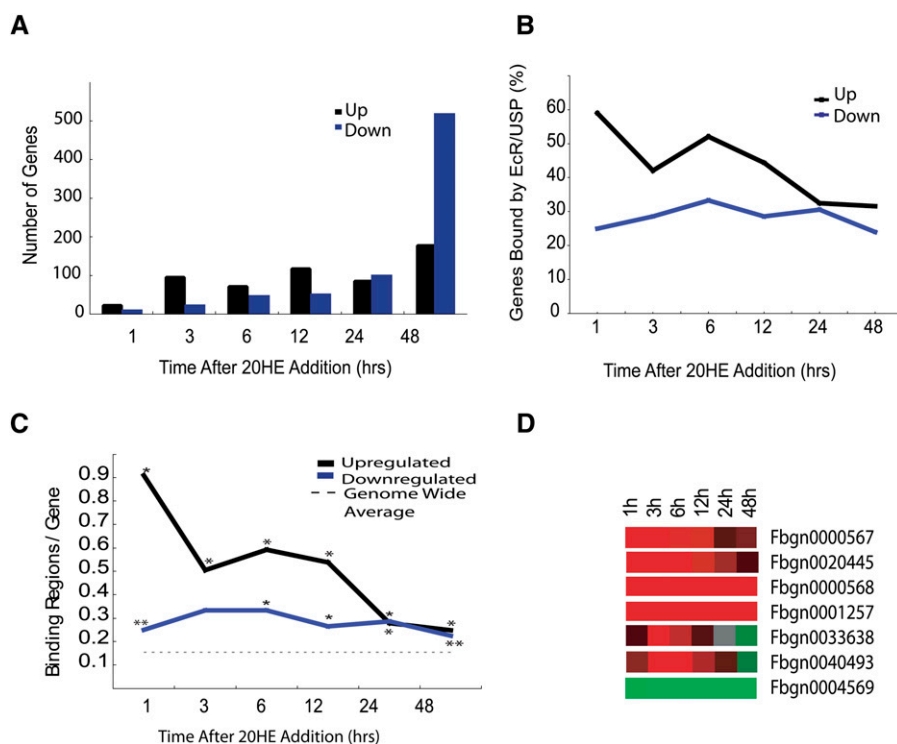 A
Number of Genes
500
400
300
200
100
0
Up
Down
1 3 6 12 24 48
Time After 20HE Addition (hrs)
B
Genes Bound by EcR/USP (%)
60
50
40
30
20
10
0
Up
Down
1 3 6 12 24 48
Time After 20HE Addition (hrs)
C
Binding Regions / Gene
0.9
0.8
0.7
0.6
0.5
0.4
0.3
0.2
0.1
Upregulated
Downregulated
Genome Wide
Average
* * * * * *
** * * * **
1 3 6 12 24 48
Time After 20HE Addition (hrs)
D
1h 3h 6h 12h 24h 48h
Fbgn0000567
Fbgn0020445
Fbgn0000568
Fbgn0001257
Fbgn0033638
Fbgn0040493
Fbgn0004569